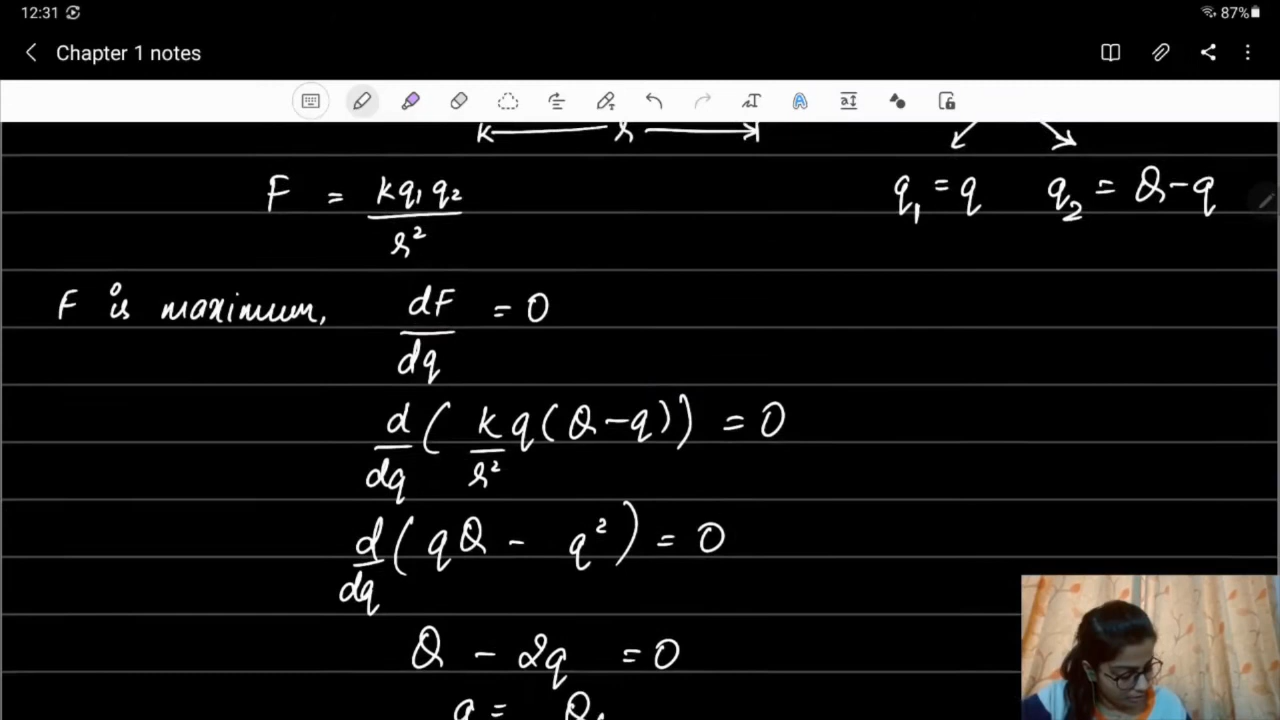 12:31 87%
Chapter 1 notes
r
F = kq₁q₂/r² q₁ = q q₂ = Q-q
F is maximum, dF/dq = 0
d/dq ( k/r² q(Q-q)) = 0
d/dq ( qQ - q²) = 0
Q - 2q = 0
q = Q